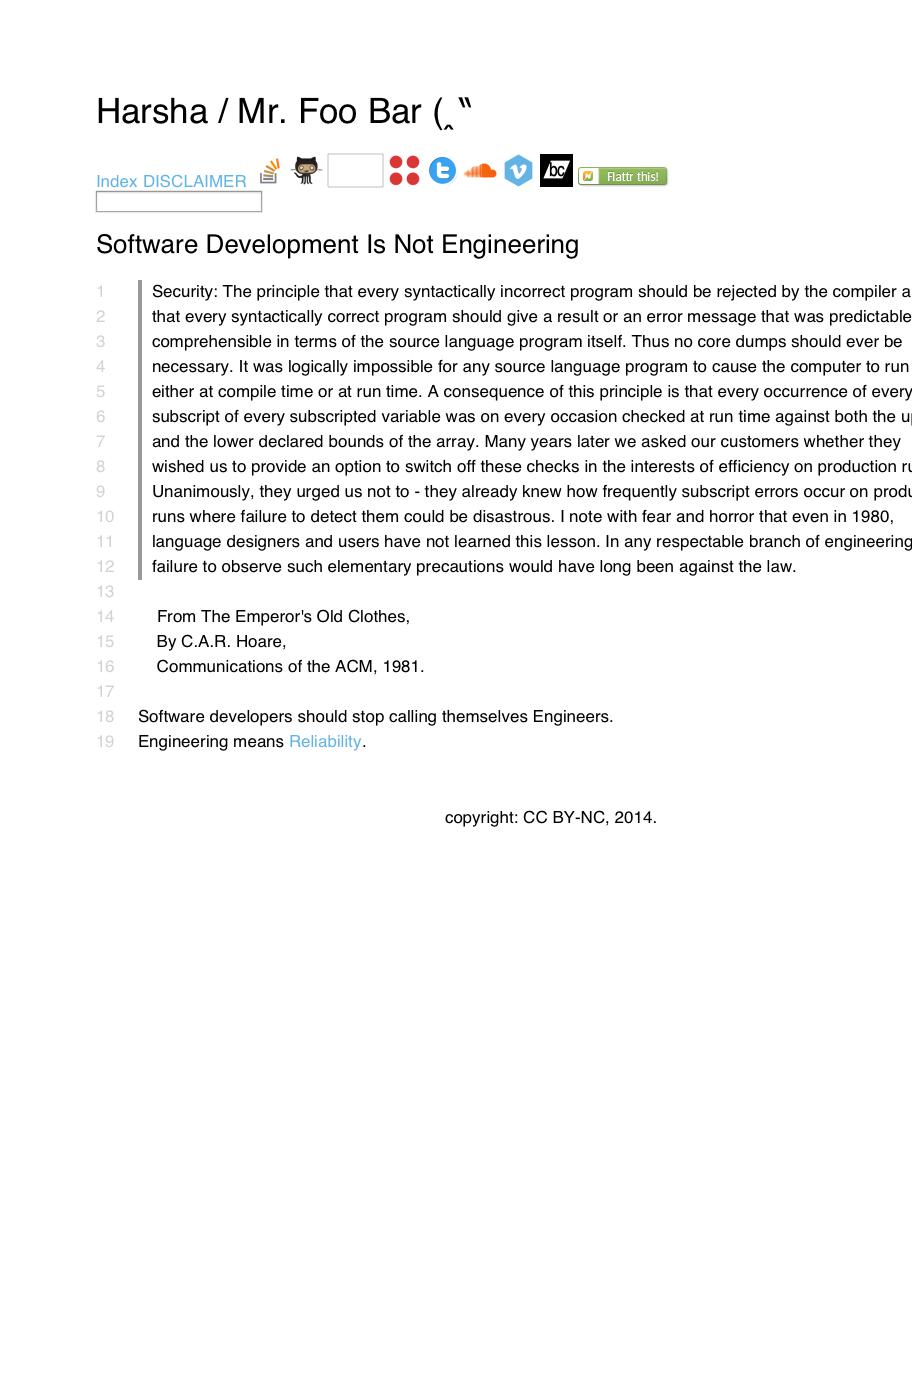 Harsha / Mr. Foo Bar (‸ ‶
Index DISCLAIMER bc Flattr this!
Software Development Is Not Engineering
1 Security: The principle that every syntactically incorrect program should be rejected by the compiler a
2 that every syntactically correct program should give a result or an error message that was predictable
3 comprehensible in terms of the source language program itself. Thus no core dumps should ever be
4 necessary. It was logically impossible for any source language program to cause the computer to run
5 either at compile time or at run time. A consequence of this principle is that every occurrence of every
6 subscript of every subscripted variable was on every occasion checked at run time against both the u
7 and the lower declared bounds of the array. Many years later we asked our customers whether they
8 wished us to provide an option to switch off these checks in the interests of efficiency on production ru
9 Unanimously, they urged us not to - they already knew how frequently subscript errors occur on produ
10 runs where failure to detect them could be disastrous. I note with fear and horror that even in 1980,
11 language designers and users have not learned this lesson. In any respectable branch of engineering
12 failure to observe such elementary precautions would have long been against the law.
13
14 From The Emperor's Old Clothes,
15 By C.A.R. Hoare,
16 Communications of the ACM, 1981.
17
18 Software developers should stop calling themselves Engineers.
19 Engineering means Reliability.
copyright: CC BY-NC, 2014.